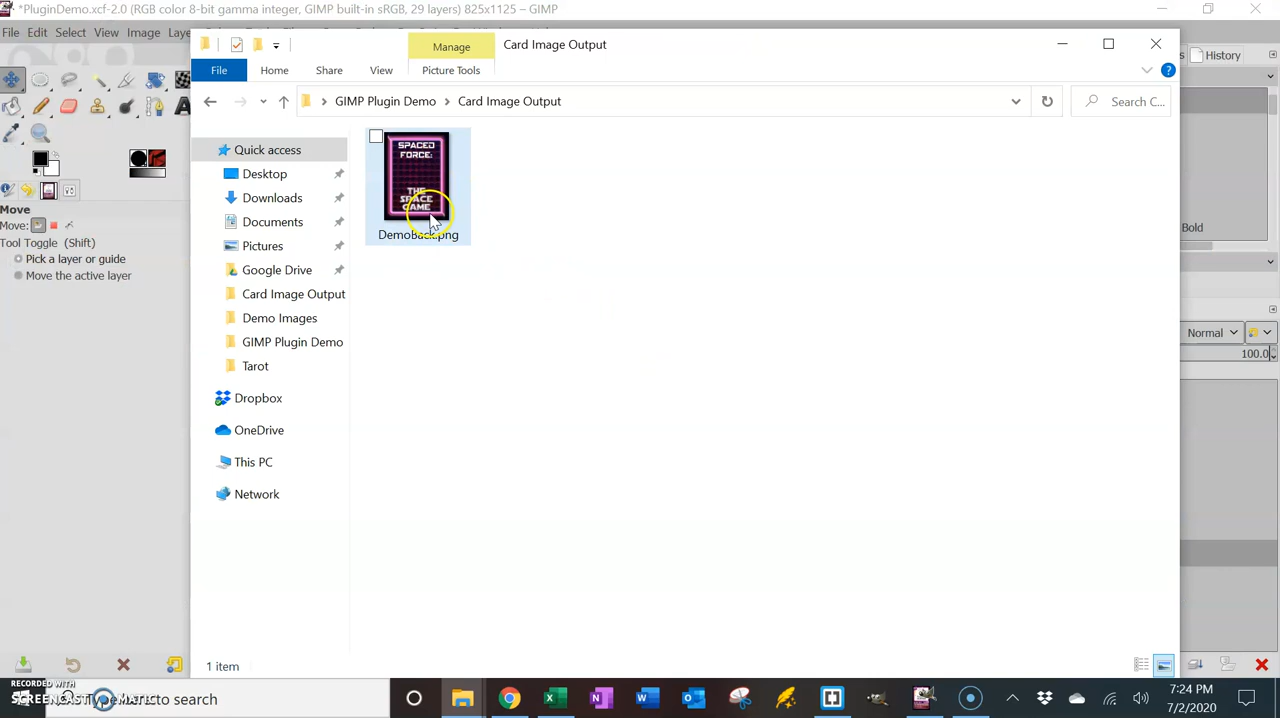 *PluginDemo.xcf-2.0 (RGB color 8-bit gamma integer, GIMP built-in sRGB, 29 layers) 825x1125 – GIMP
File Edit Select View Image
Manage
Card Image Output
History
File Home Share View Picture Tools
GIMP Plugin Demo Card Image Output
Search C...
SPACED
FORCE:
THE
SPACE
GAME
DemoBack.png
Quick access
Desktop
Downloads
Documents
Pictures
Google Drive
Card Image Output
Demo Images
GIMP Plugin Demo
Tarot
Dropbox
OneDrive
This PC
Network
Move
Move:
Tool Toggle (Shift)
Pick a layer or guide
Move the active layer
Bold
Normal
100.0
1 item
RECORDED WITH
SCREENCAST
Type here to search
7:24 PM
7/2/2020